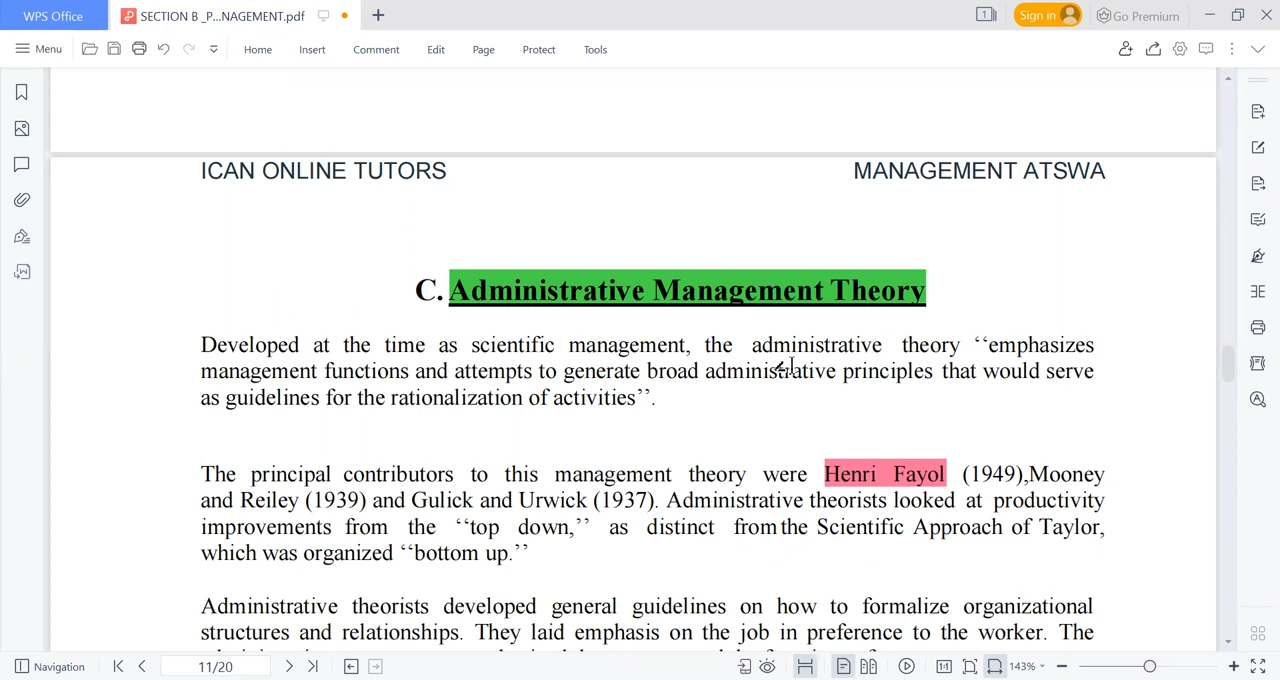 WPS Office
SECTION B _P...NAGEMENT.pdf
1
Sign in
Go Premium
Menu
Home
Insert
Comment
Edit
Page
Protect
Tools
ICAN ONLINE TUTORS
MANAGEMENT ATSWA
C. Administrative Management Theory
Developed at the time as scientific management, the administrative theory ‘‘emphasizes
management functions and attempts to generate broad administrative principles that would serve
as guidelines for the rationalization of activities’’.
The principal contributors to this management theory were Henri Fayol (1949),Mooney
and Reiley (1939) and Gulick and Urwick (1937). Administrative theorists looked at productivity
improvements from the ‘‘top down,’’ as distinct from the Scientific Approach of Taylor,
which was organized ‘‘bottom up.’’
Administrative theorists developed general guidelines on how to formalize organizational
structures and relationships. They laid emphasis on the job in preference to the worker. The
Navigation
11/20
143%